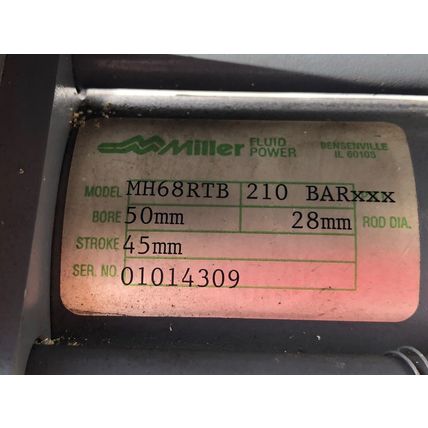 Miller FLUID POWER BENSENVILLE IL 60106
MODEL MH68RTB 210 BARxxx
BORE 50mm 28mm ROD DIA.
STROKE 45mm
SER. NO. 01014309